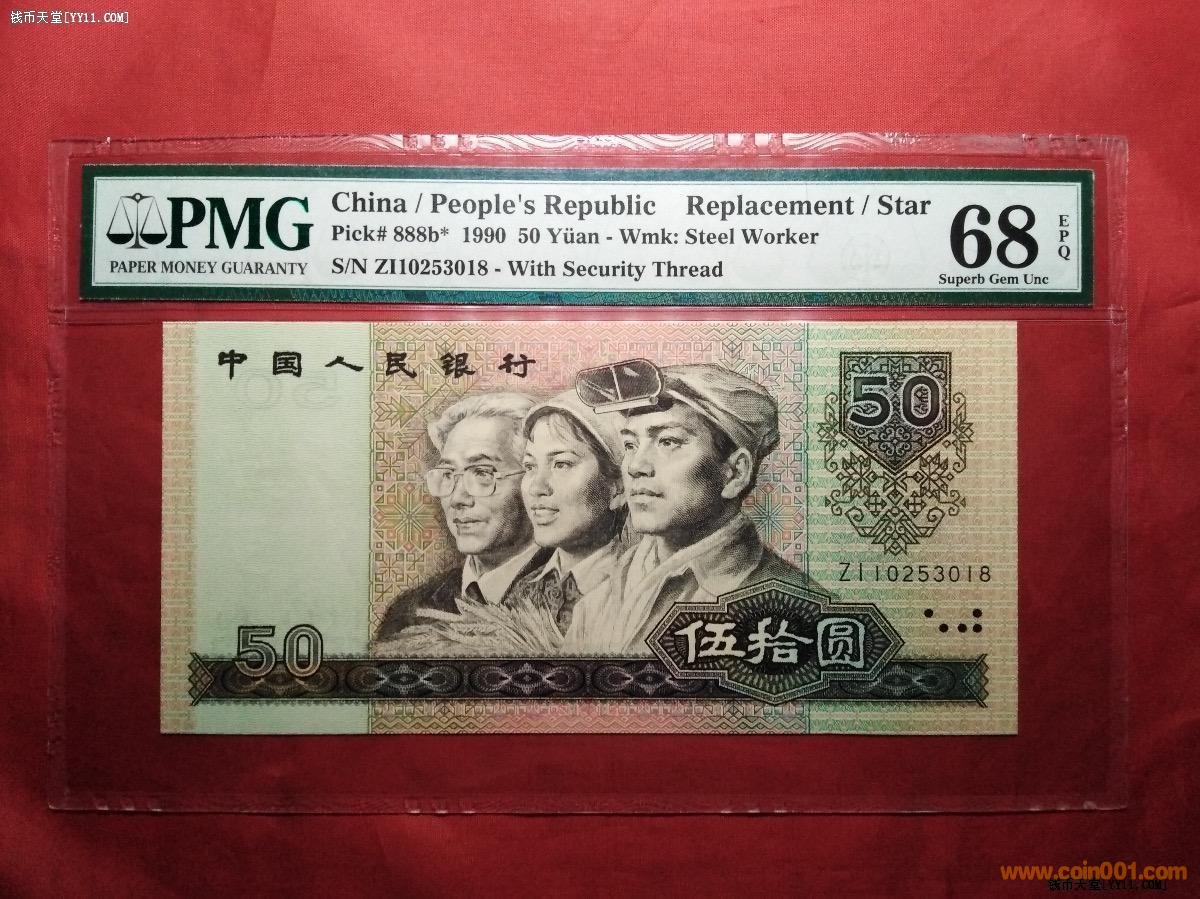 钱币天堂[YY11.COM]
PMG
PAPER MONEY GUARANTY
China / People's Republic Replacement / Star
Pick# 888b* 1990 50 Yüan - Wmk: Steel Worker
S/N ZI10253018 - With Security Thread
68
EPQ
Superb Gem Unc
中国人民银行
50
ZI10253018
50
伍拾圆
www.coin001.com
钱币天堂[YY11.COM]